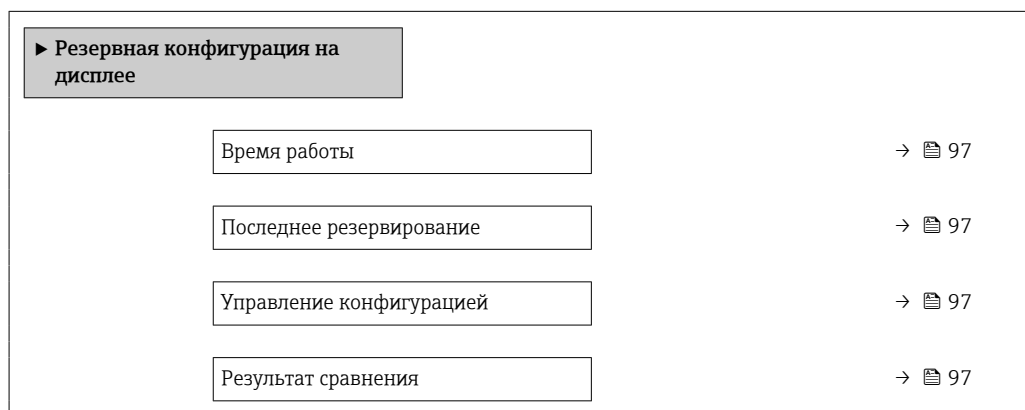 ▶ Резервная конфигурация на
дисплее
Время работы → 97
Последнее резервирование → 97
Управление конфигурацией → 97
Результат сравнения → 97